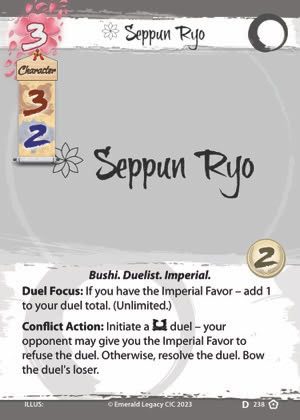 3
Seppun Ryo
Character
3
2
Seppun Ryo
2
Bushi. Duelist. Imperial.
Duel Focus: If you have the Imperial Favor – add 1
to your duel total. (Unlimited.)
Conflict Action: Initiate a duel – your
opponent may give you the Imperial Favor to
refuse the duel. Otherwise, resolve the duel. Bow
the duel's loser.
ILLUS: © Emerald Legacy CIC 2023 D 238